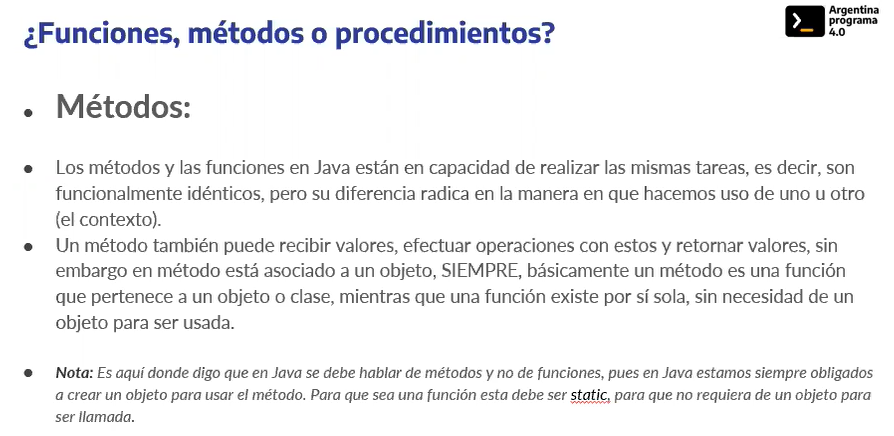 ¿Funciones, métodos o procedimientos?
Argentina
programa
4.0
● Métodos:
● Los métodos y las funciones en Java están en capacidad de realizar las mismas tareas, es decir, son
funcionalmente idénticos, pero su diferencia radica en la manera en que hacemos uso de uno u otro
(el contexto).
● Un método también puede recibir valores, efectuar operaciones con estos y retornar valores, sin
embargo en método está asociado a un objeto, SIEMPRE, básicamente un método es una función
que pertenece a un objeto o clase, mientras que una función existe por sí sola, sin necesidad de un
objeto para ser usada.
● Nota: Es aquí donde digo que en Java se debe hablar de métodos y no de funciones, pues en Java estamos siempre obligados
a crear un objeto para usar el método. Para que sea una función esta debe ser static, para que no requiera de un objeto para
ser llamada.